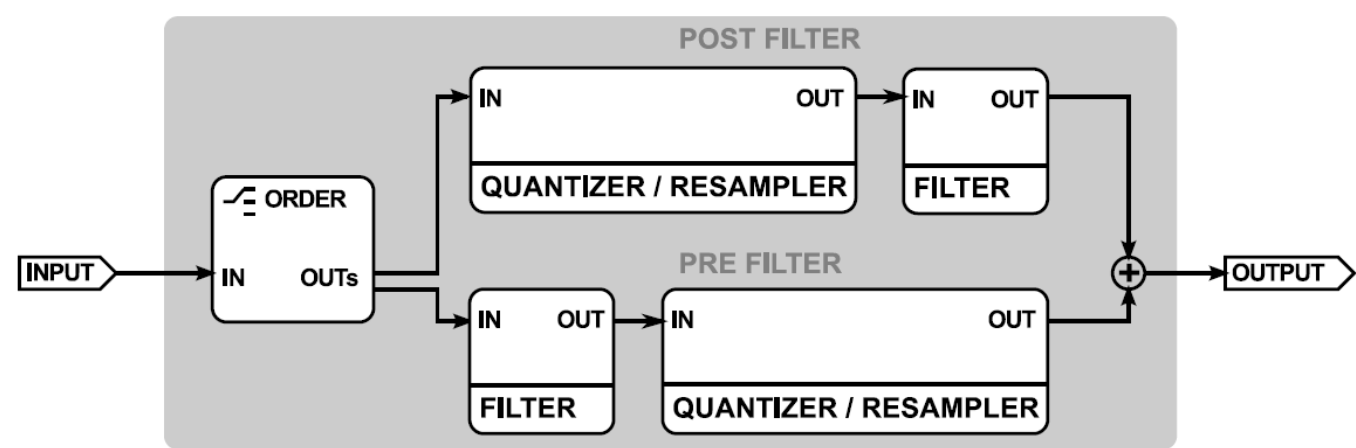 POST FILTER
IN OUT
QUANTIZER / RESAMPLER
IN OUT
FILTER
ORDER
IN OUTs
INPUT
PRE FILTER
IN OUT
FILTER
IN OUT
QUANTIZER / RESAMPLER
+
OUTPUT